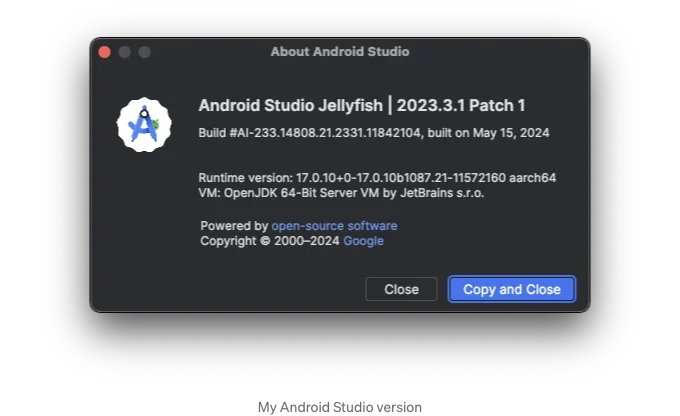 About Android Studio
Android Studio Jellyfish | 2023.3.1 Patch 1
Build #AI-233.14808.21.2331.11842104, built on May 15, 2024
Runtime version: 17.0.10+0-17.0.10b1087.21-11572160 aarch64
VM: OpenJDK 64-Bit Server VM by JetBrains s.r.o.
Powered by open-source software
Copyright © 2000–2024 Google
Close
Copy and Close
My Android Studio version